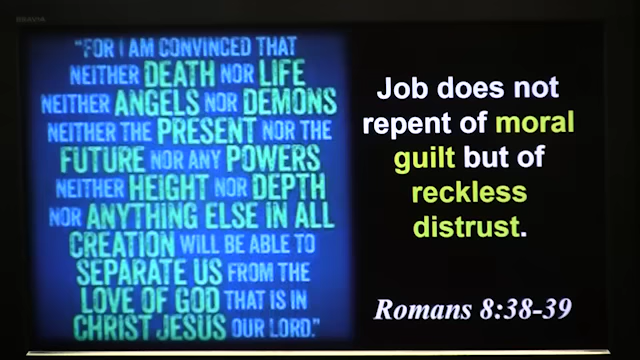 BRAVIA
"FOR I AM CONVINCED THAT
NEITHER DEATH NOR LIFE
NEITHER ANGELS NOR DEMONS
NEITHER THE PRESENT NOR THE
FUTURE NOR ANY POWERS
NEITHER HEIGHT NOR DEPTH
NOR ANYTHING ELSE IN ALL
CREATION WILL BE ABLE TO
SEPARATE US FROM THE
LOVE OF GOD THAT IS IN
CHRIST JESUS OUR LORD."
Job does not
repent of moral
guilt but of
reckless
distrust.
Romans 8:38-39